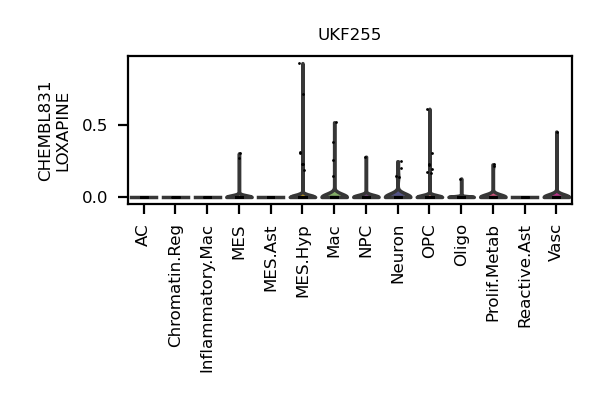 UKF255
CHEMBL831
LOXAPINE
0.5
0.0
AC
Chromatin.Reg
Inflammatory.Mac
MES
MES.Ast
MES.Hyp
Mac
NPC
Neuron
OPC
Oligo
Prolif.Metab
Reactive.Ast
Vasc